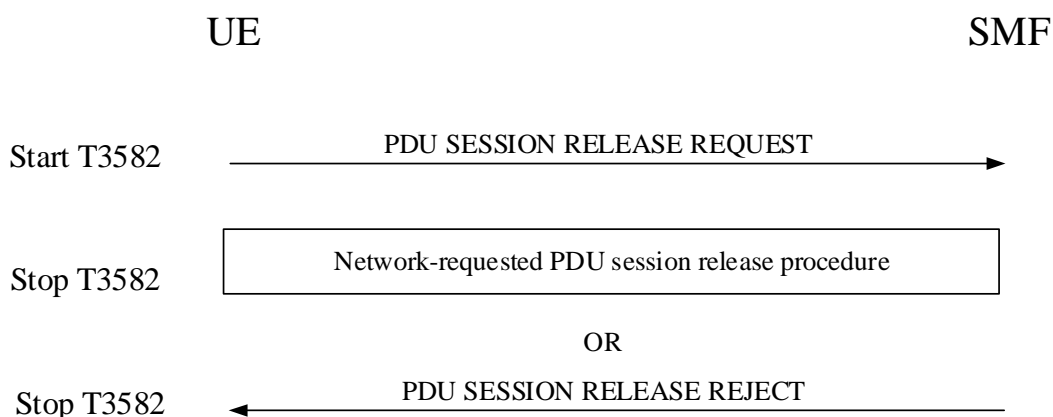 UE SMF
Start T3582 PDU SESSION RELEASE REQUEST
Stop T3582 Network-requested PDU session release procedure
OR
Stop T3582 PDU SESSION RELEASE REJECT